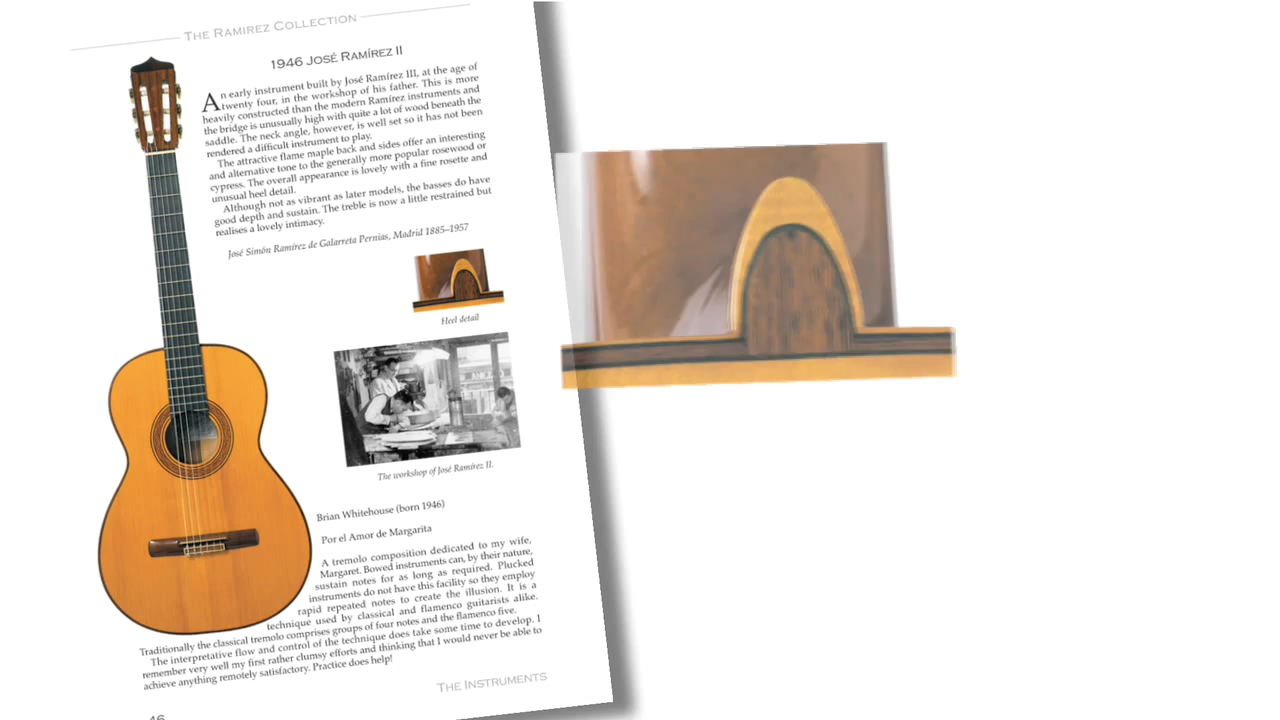 THE RAMIREZ COLLECTION
1946 JOSÉ RAMÍREZ II
An early instrument built by José Ramírez III, at the age of
twenty four, in the workshop of his father. This is more
heavily constructed than the modern Ramírez instruments and
the bridge is unusually high with quite a lot of wood beneath the
saddle. The neck angle, however, is well set so it has not been
rendered a difficult instrument to play.
The attractive flame maple back and sides offer an interesting
and alternative tone to the generally more popular rosewood or
cypress. The overall appearance is lovely with a fine rosette and
unusual heel detail.
Although not as vibrant as later models, the basses do have
good depth and sustain. The treble is now a little restrained but
realises a lovely intimacy.
José Simón Ramírez de Galarreta Pernias, Madrid 1885–1957
Heel detail
The workshop of José Ramírez II.
Brian Whitehouse (born 1946)
Por el Amor de Margarita
A tremolo composition dedicated to my wife,
Margaret. Bowed instruments can, by their nature,
sustain notes for as long as required. Plucked
instruments do not have this facility so they employ
rapid repeated notes to create the illusion. It is a
technique used by classical and flamenco guitarists alike.
Traditionally the classical tremolo comprises groups of four notes and the flamenco five.
The interpretative flow and control of the technique does take some time to develop. I
remember very well my first rather clumsy efforts and thinking that I would never be able to
achieve anything remotely satisfactory. Practice does help!
THE INSTRUMENTS
46